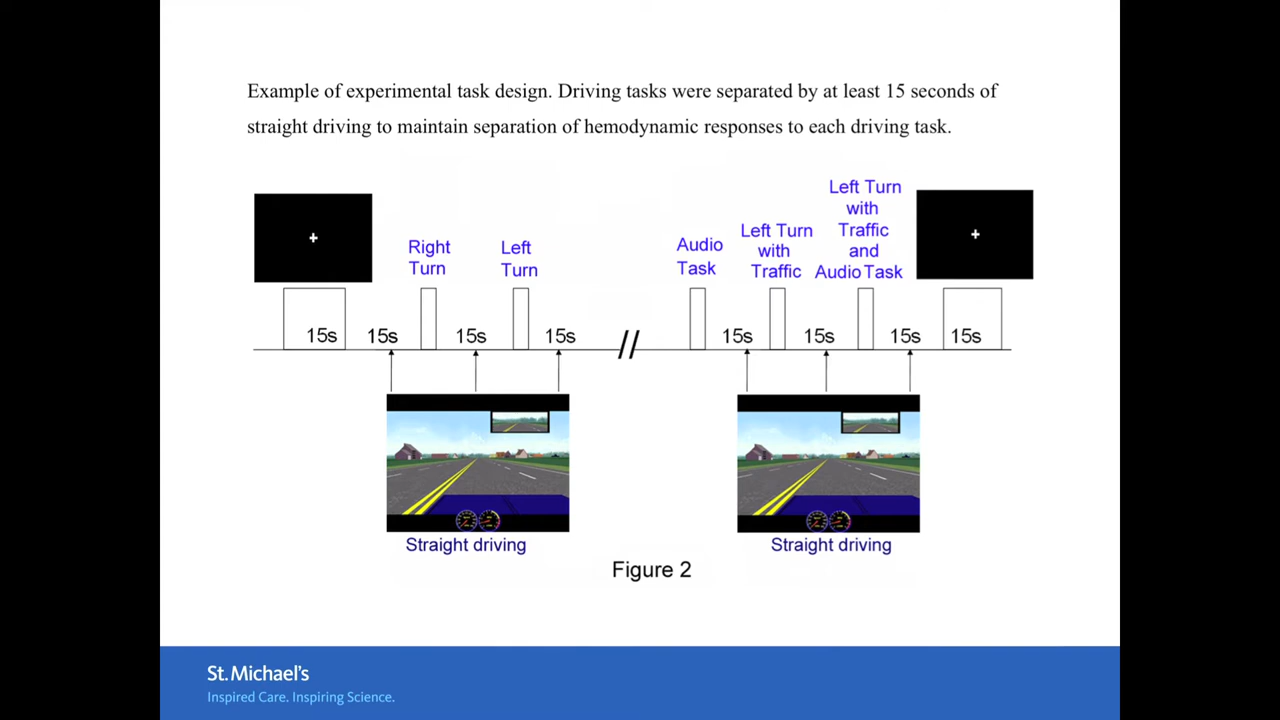 Example of experimental task design. Driving tasks were separated by at least 15 seconds of
straight driving to maintain separation of hemodynamic responses to each driving task.
Right
Turn
Left
Turn
Audio
Task
Left Turn
with
Traffic
Left Turn
with
Traffic
and
Audio Task
15s 15s 15s 15s // 15s 15s 15s 15s
Straight driving
Straight driving
Figure 2
St. Michael's
Inspired Care. Inspiring Science.